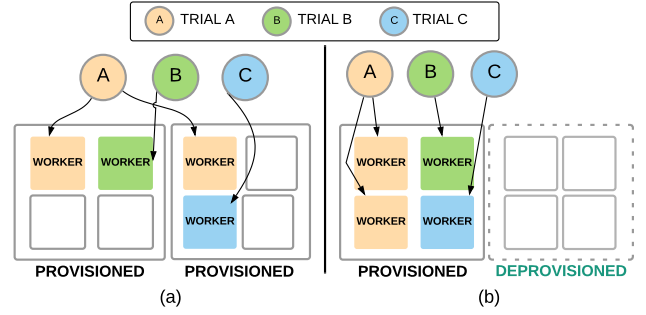 A TRIAL A B TRIAL B C TRIAL C
A B C A B C
WORKER WORKER WORKER WORKER WORKER
WORKER WORKER WORKER
PROVISIONED PROVISIONED PROVISIONED DEPROVISIONED
(a) (b)